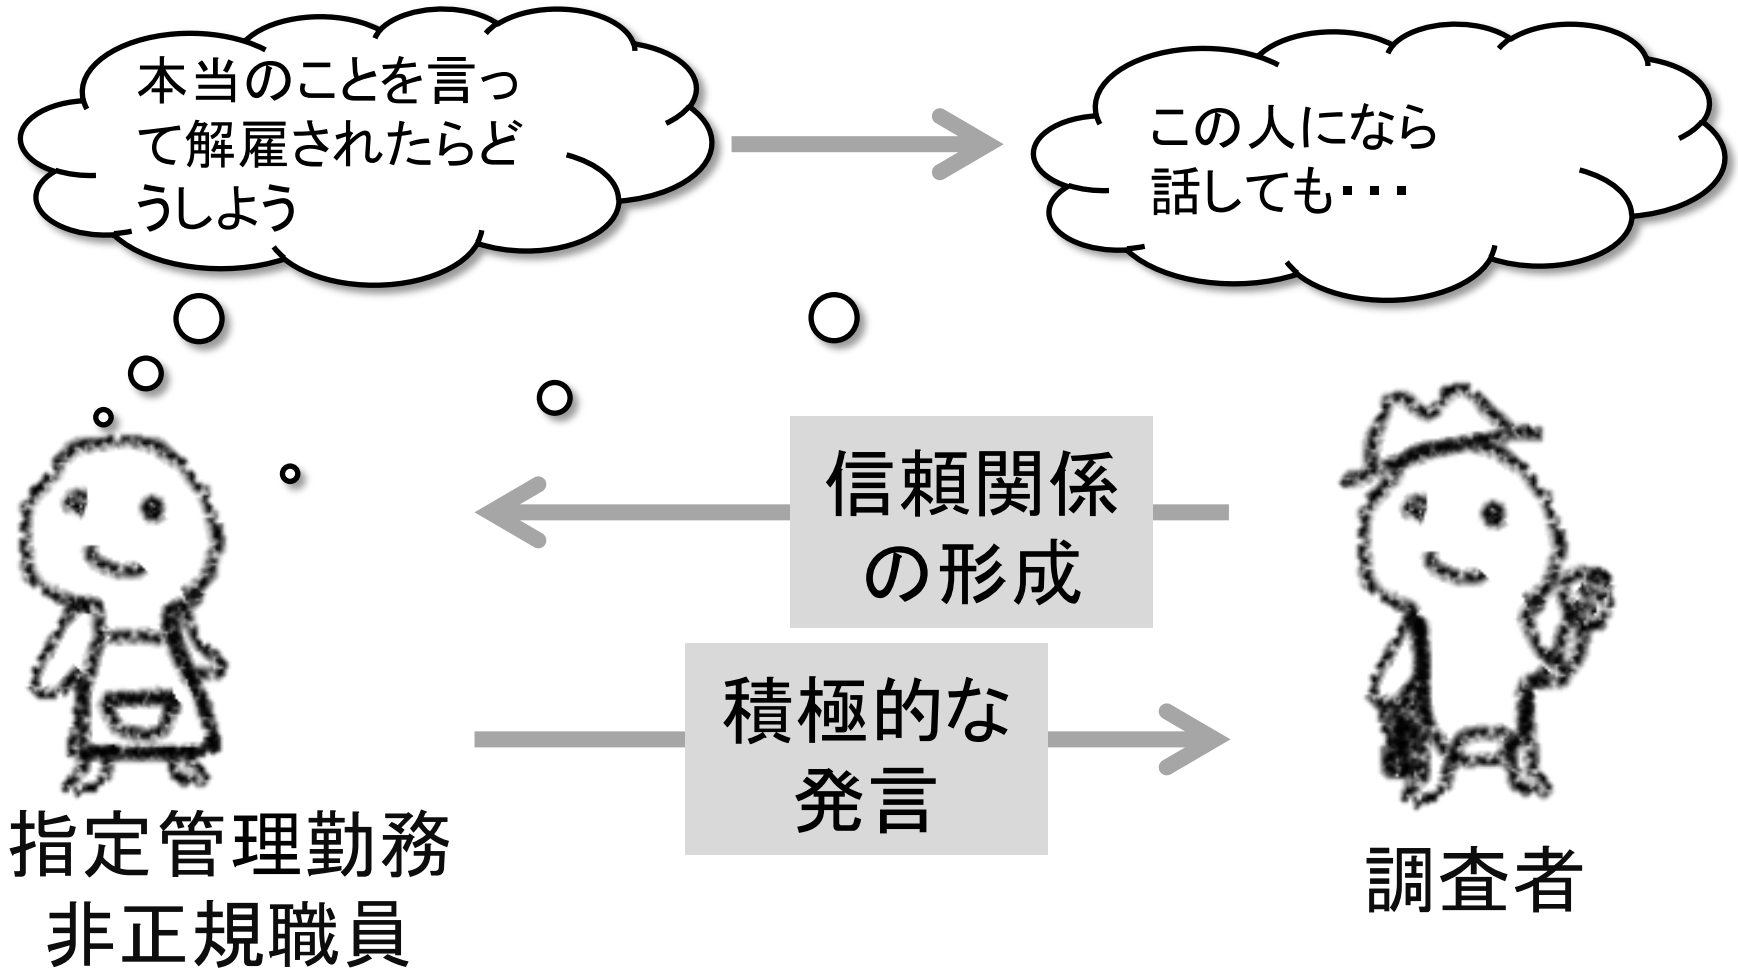 本当のことを言っ
て解雇されたらど
うしよう
この人になら
話しても・・・
信頼関係
の形成
積極的な
発言
指定管理勤務
非正規職員
調査者